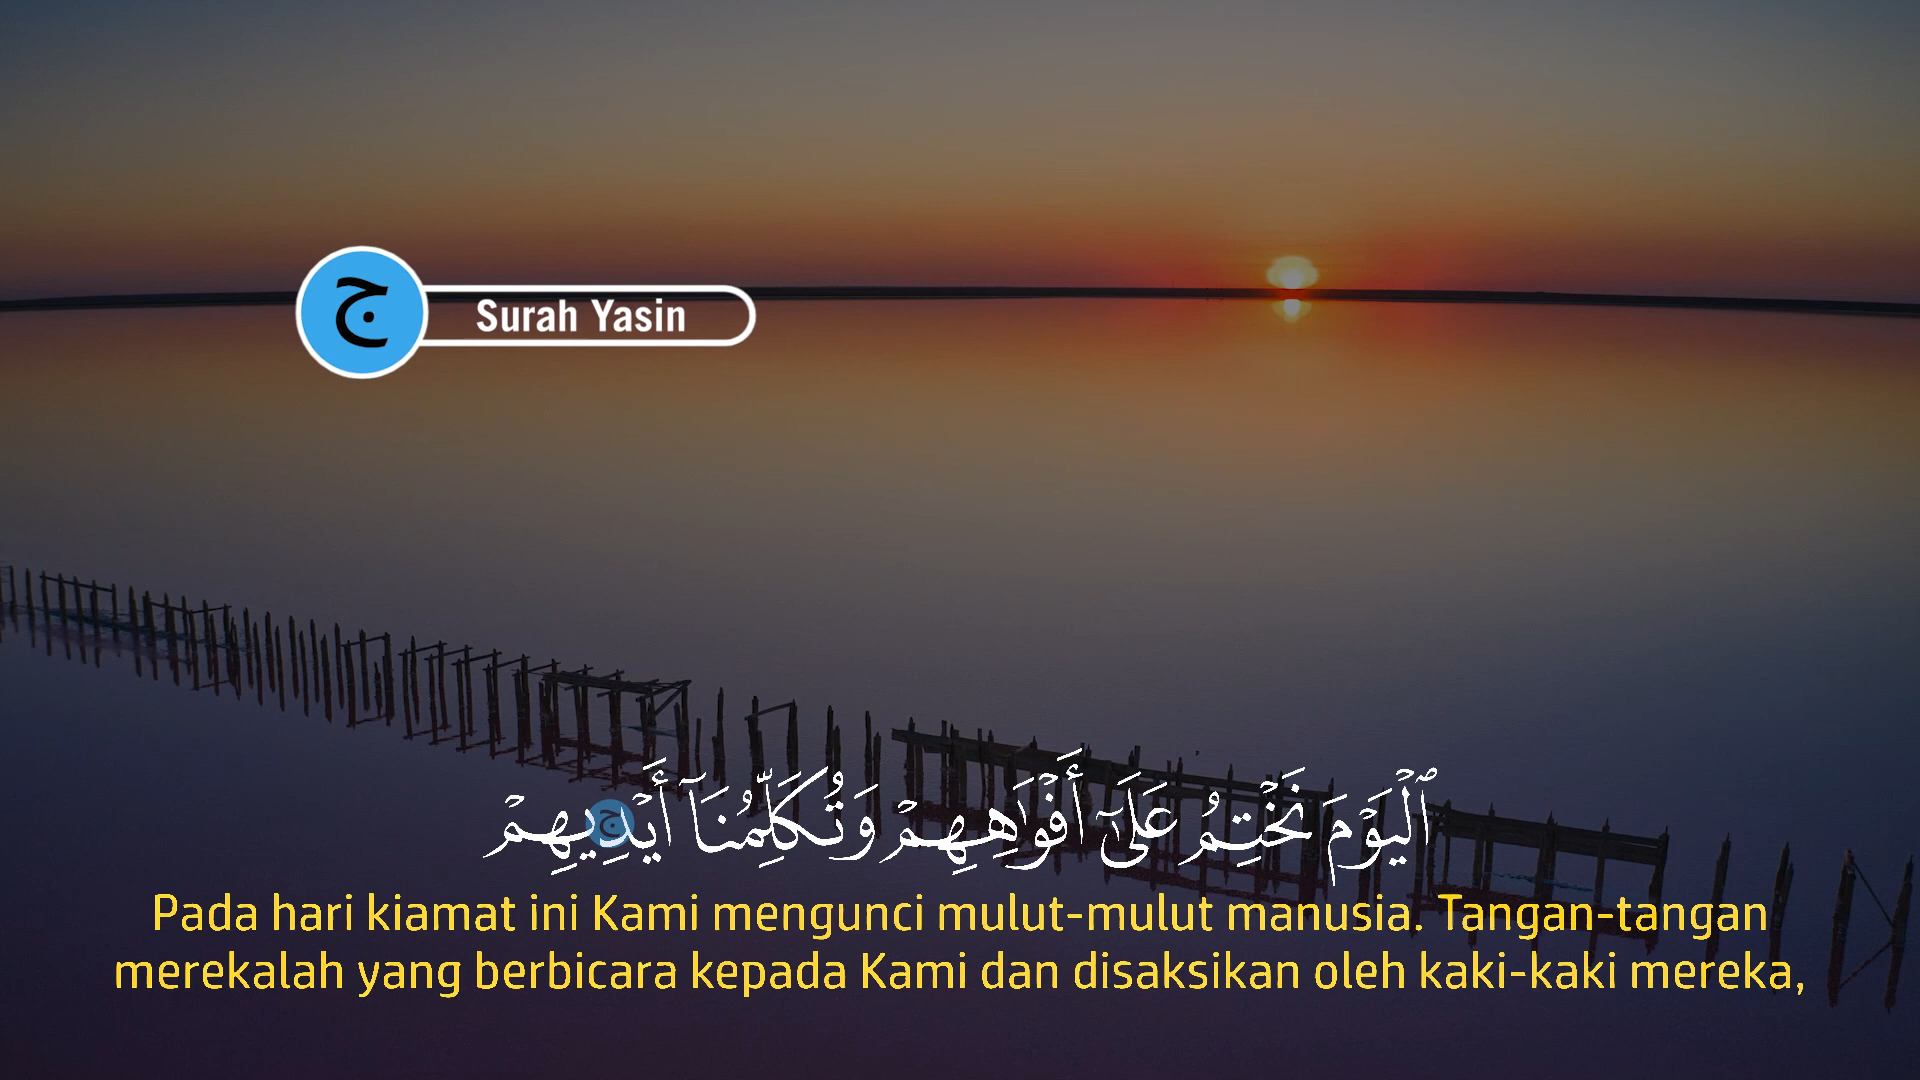 ج
Surah Yasin
ٱلْيَوْمَ نَخْتِمُ عَلَىٰٓ أَفْوَٰهِهِمْ وَتُكَلِّمُنَآ أَيْدِيهِمْ
ج
Pada hari kiamat ini Kami mengunci mulut-mulut manusia. Tangan-tangan
merekalah yang berbicara kepada Kami dan disaksikan oleh kaki-kaki mereka,